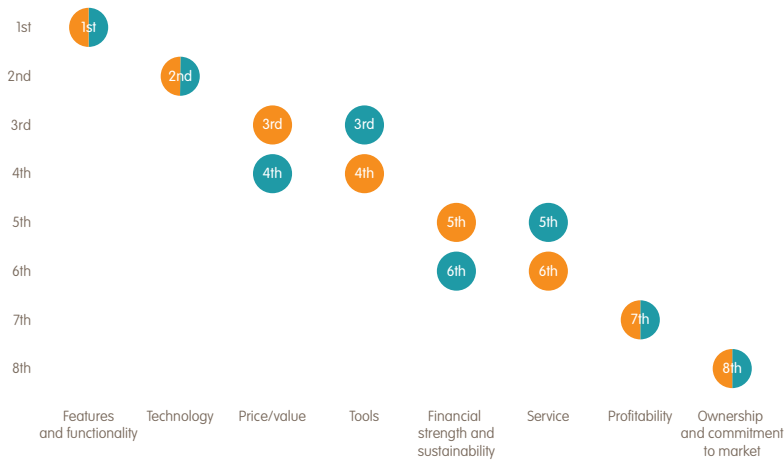 1st 1st
2nd 2nd
3rd 3rd 3rd
4th 4th 4th
5th 5th 5th
6th 6th 6th
7th 7th
8th 8th
Features Technology Price/value Tools Financial Service Profitability Ownership
and functionality strength and and commitment
sustainability to market